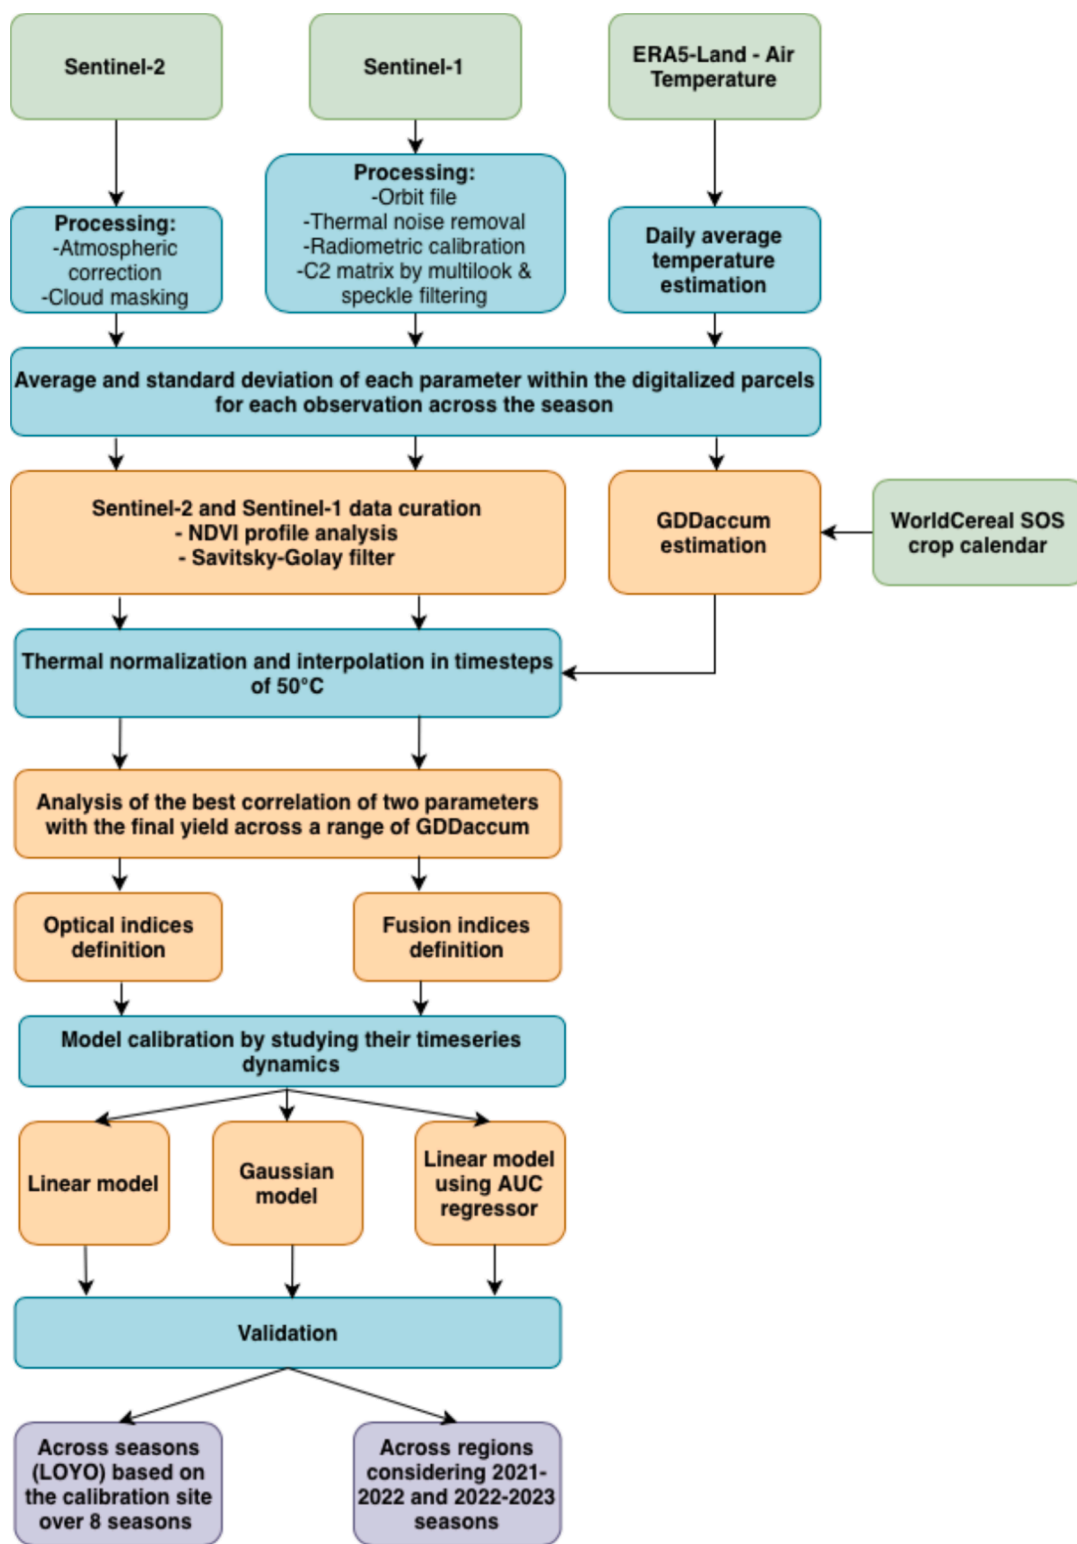 Sentinel-2
Sentinel-1
ERA5-Land - Air
Temperature
Processing:
-Atmospheric
correction
-Cloud masking
Processing:
-Orbit file
-Thermal noise removal
-Radiometric calibration
-C2 matrix by multilook &
speckle filtering
Daily average
temperature
estimation
Average and standard deviation of each parameter within the digitalized parcels
for each observation across the season
Sentinel-2 and Sentinel-1 data curation
- NDVI profile analysis
- Savitsky-Golay filter
GDDaccum
estimation
WorldCereal SOS
crop calendar
Thermal normalization and interpolation in timesteps
of 50°C
Analysis of the best correlation of two parameters
with the final yield across a range of GDDaccum
Optical indices
definition
Fusion indices
definition
Model calibration by studying their timeseries
dynamics
Linear model
Gaussian
model
Linear model
using AUC
regressor
Validation
Across seasons
(LOYO) based on
the calibration site
over 8 seasons
Across regions
considering 2021-
2022 and 2022-2023
seasons